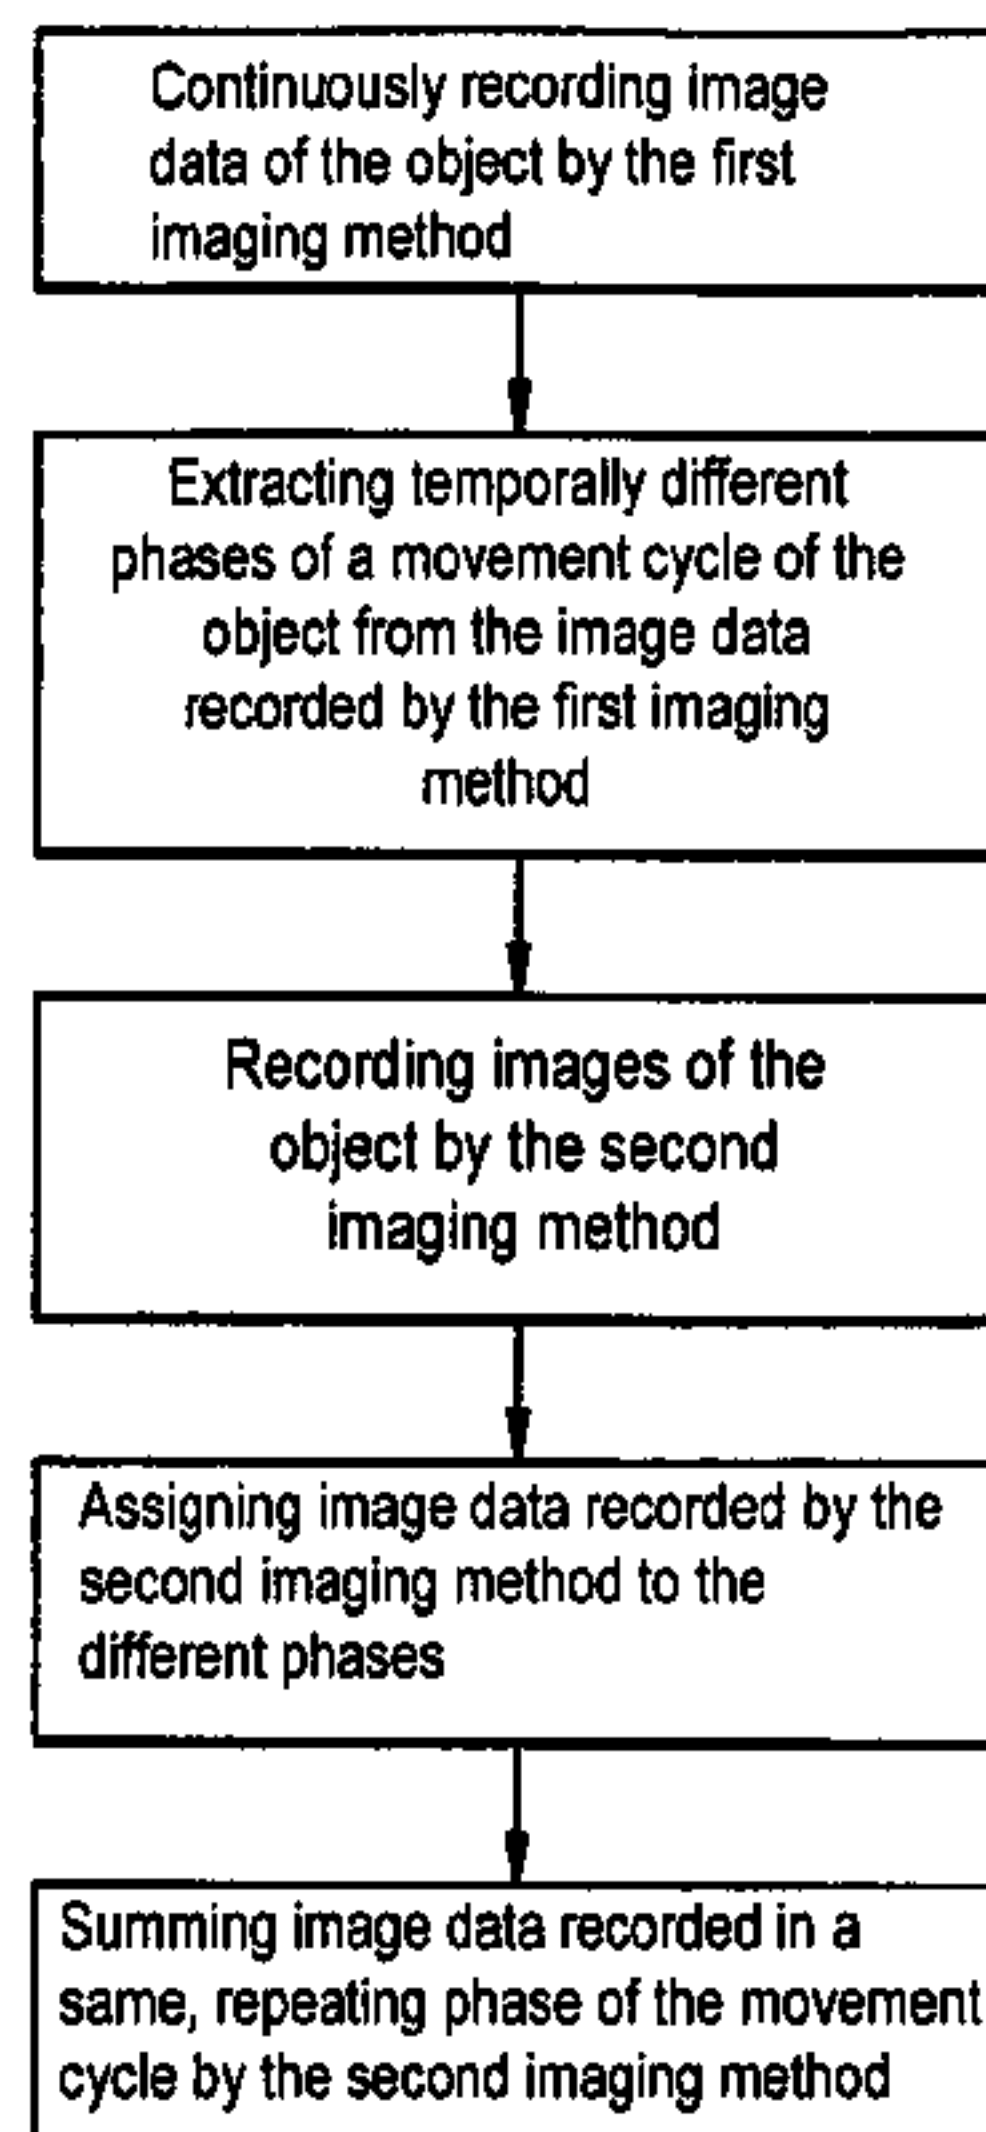 Continuously recording image
data of the object by the first
imaging method
Extracting temporally different
phases of a movement cycle of the
object from the image data
recorded by the first imaging
method
Recording images of the
object by the second
imaging method
Assigning image data recorded by the
second imaging method to the
different phases
Summing image data recorded in a
same, repeating phase of the movement
cycle by the second imaging method